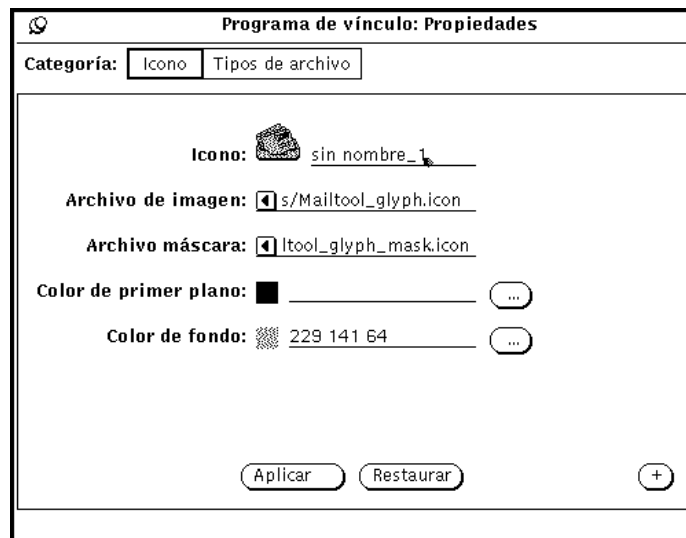 Programa de vínculo: Propiedades
Categoría: Icono Tipos de archivo
Icono: sin nombre_1
Archivo de imagen: s/Mailtool_glyph.icon
Archivo máscara: ltool_glyph_mask.icon
Color de primer plano: ...
Color de fondo: 229 141 64 ...
Aplicar Restaurar +